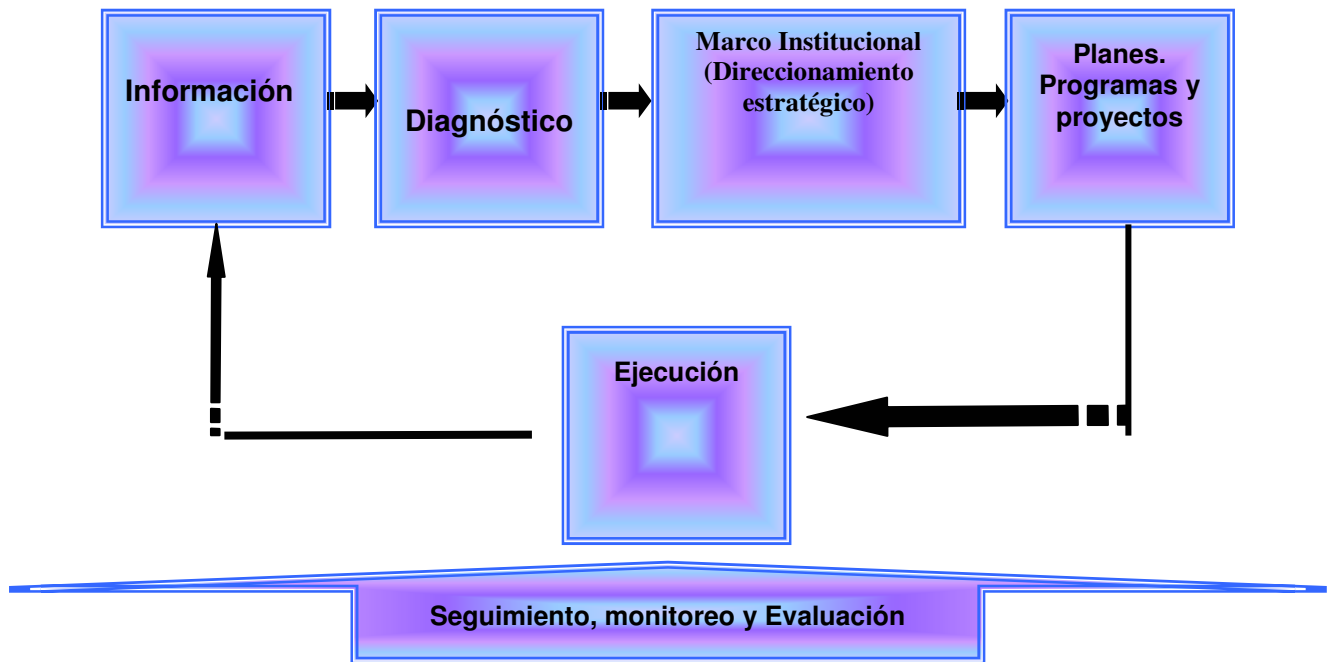 Información
Diagnóstico
Marco Institucional
(Direccionamiento
estratégico)
Planes.
Programas y
proyectos
Ejecución
Seguimiento, monitoreo y Evaluación